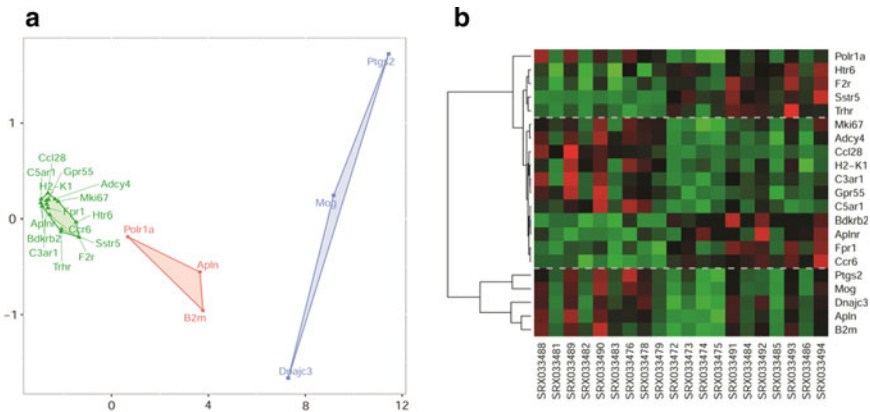 a
Ptgs2
Ccl28
C5ar1
Gpr55
H2-K1
Adcy4
Mki67
Fpr1
Htr6
Aplnr
Ccr6
Bdkrb2
Sstr5
C3ar1
F2r
Trhr
Mog
Polr1a
Apln
B2m
Dnajc3
1
0
−1
0
4
8
12
b
Polr1a
Htr6
F2r
Sstr5
Trhr
Mki67
Adcy4
Ccl28
H2−K1
C3ar1
Gpr55
C5ar1
Bdkrb2
Aplnr
Fpr1
Ccr6
Ptgs2
Mog
Dnajc3
Apln
B2m
SRX033488
SRX033481
SRX033489
SRX033482
SRX033490
SRX033483
SRX033476
SRX033478
SRX033479
SRX033472
SRX033473
SRX033474
SRX033475
SRX033491
SRX033484
SRX033492
SRX033485
SRX033493
SRX033486
SRX033494